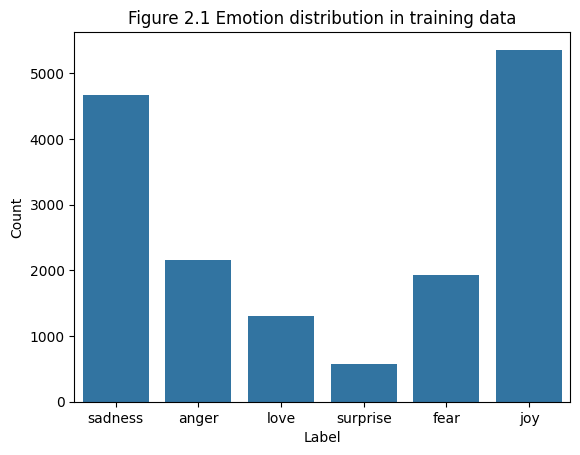 Figure 2.1 Emotion distribution in training data
5000
4000
3000
2000
1000
0
Count
sadness anger love surprise fear joy
Label